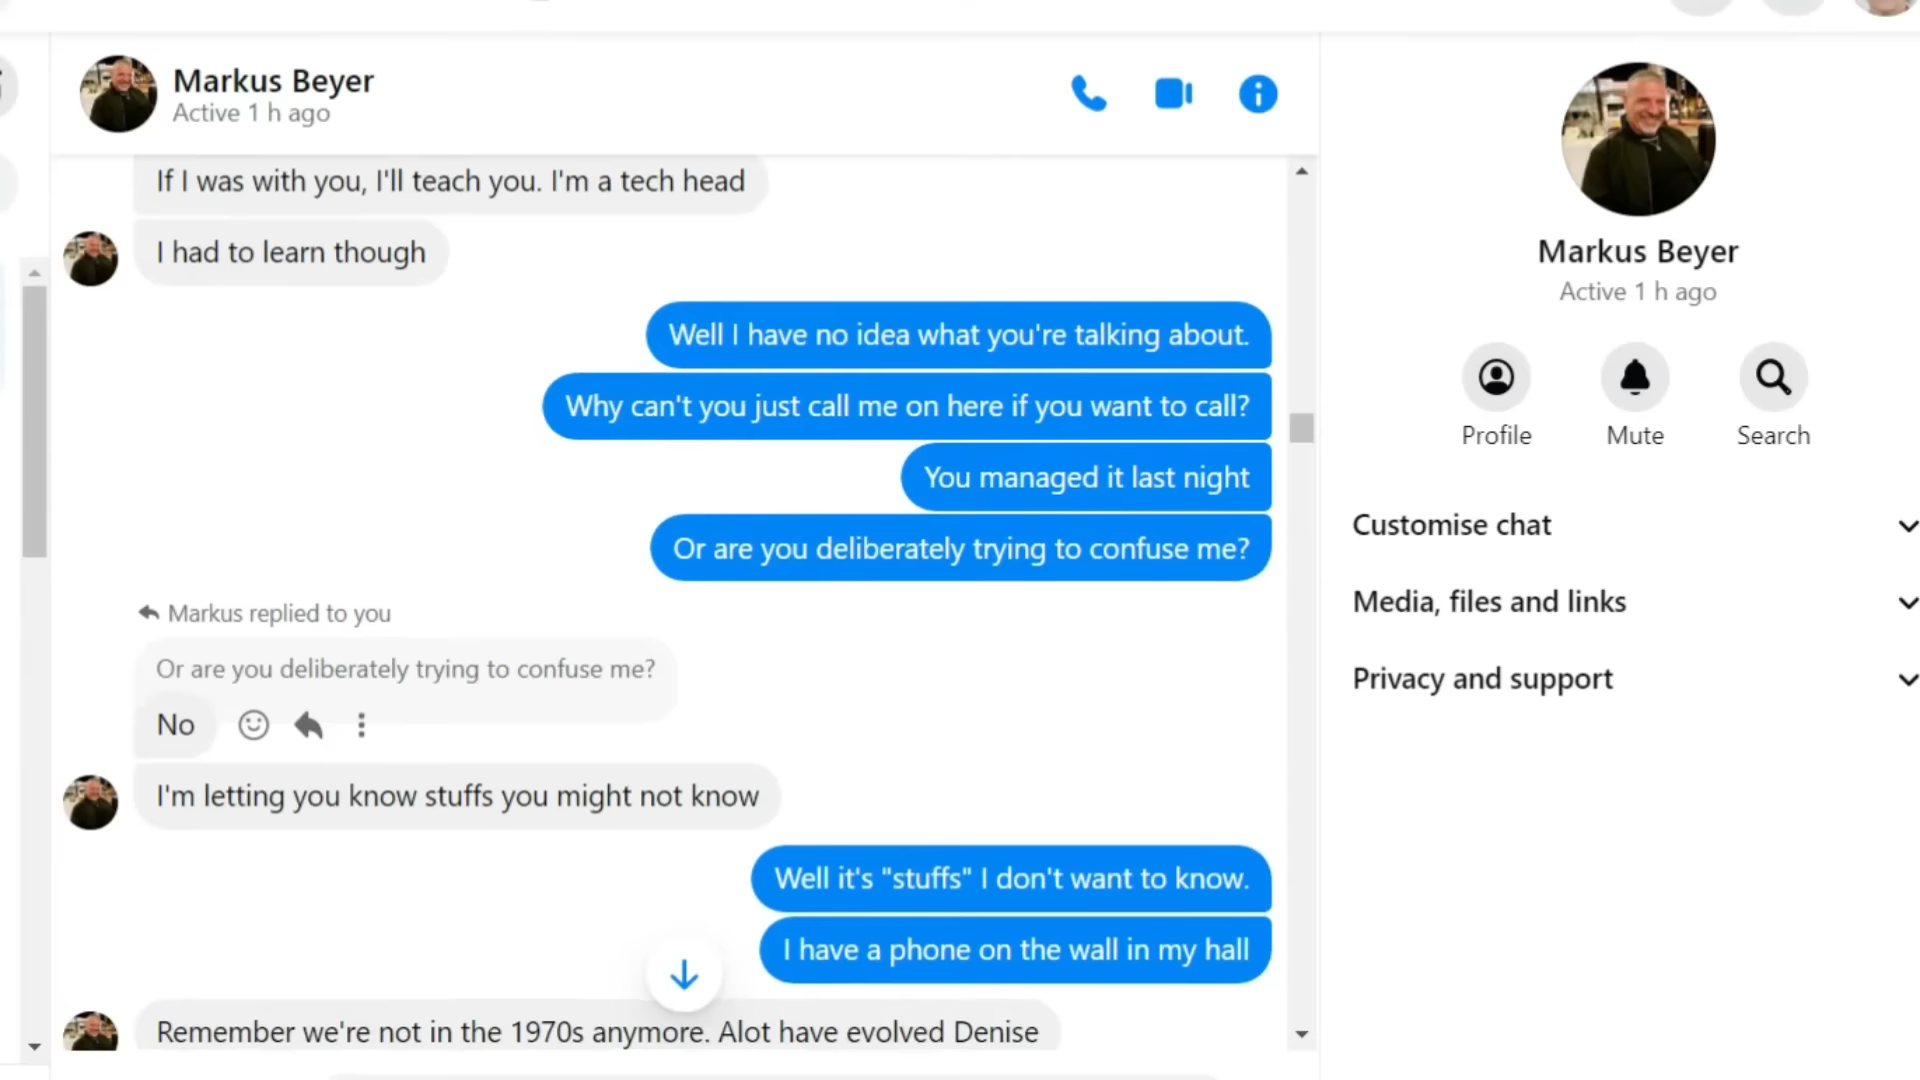 Markus Beyer
Active 1 h ago
If I was with you, I'll teach you. I'm a tech head
I had to learn though
Well I have no idea what you're talking about.
Why can't you just call me on here if you want to call?
You managed it last night
Or are you deliberately trying to confuse me?
Markus replied to you
Or are you deliberately trying to confuse me?
No
I'm letting you know stuffs you might not know
Well it's "stuffs" I don't want to know.
I have a phone on the wall in my hall
Remember we're not in the 1970s anymore. Alot have evolved Denise
Markus Beyer
Active 1 h ago
Profile
Mute
Search
Customise chat
Media, files and links
Privacy and support